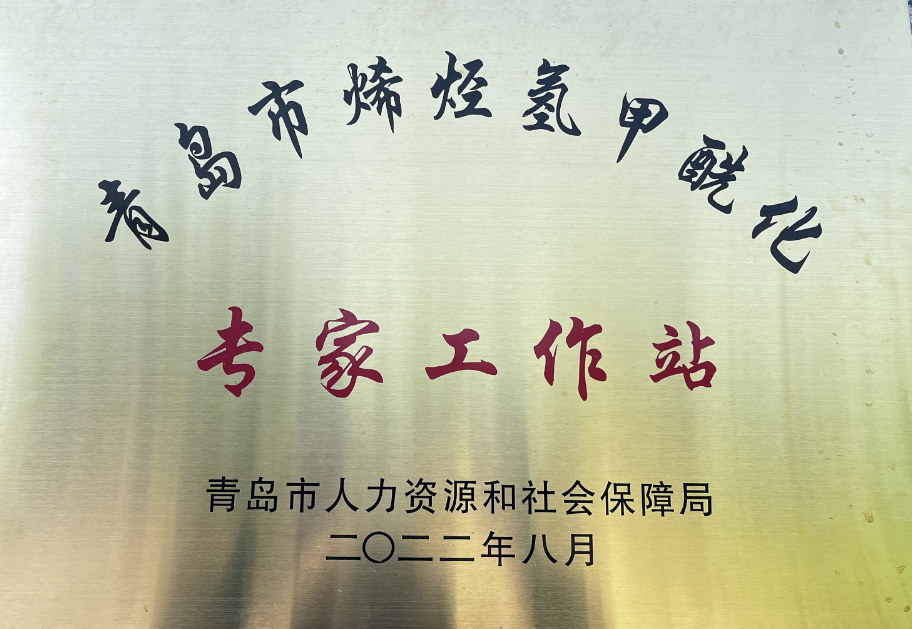 青岛市烯烃氢甲酰化
专家工作站
青岛市人力资源和社会保障局
二〇二二年八月